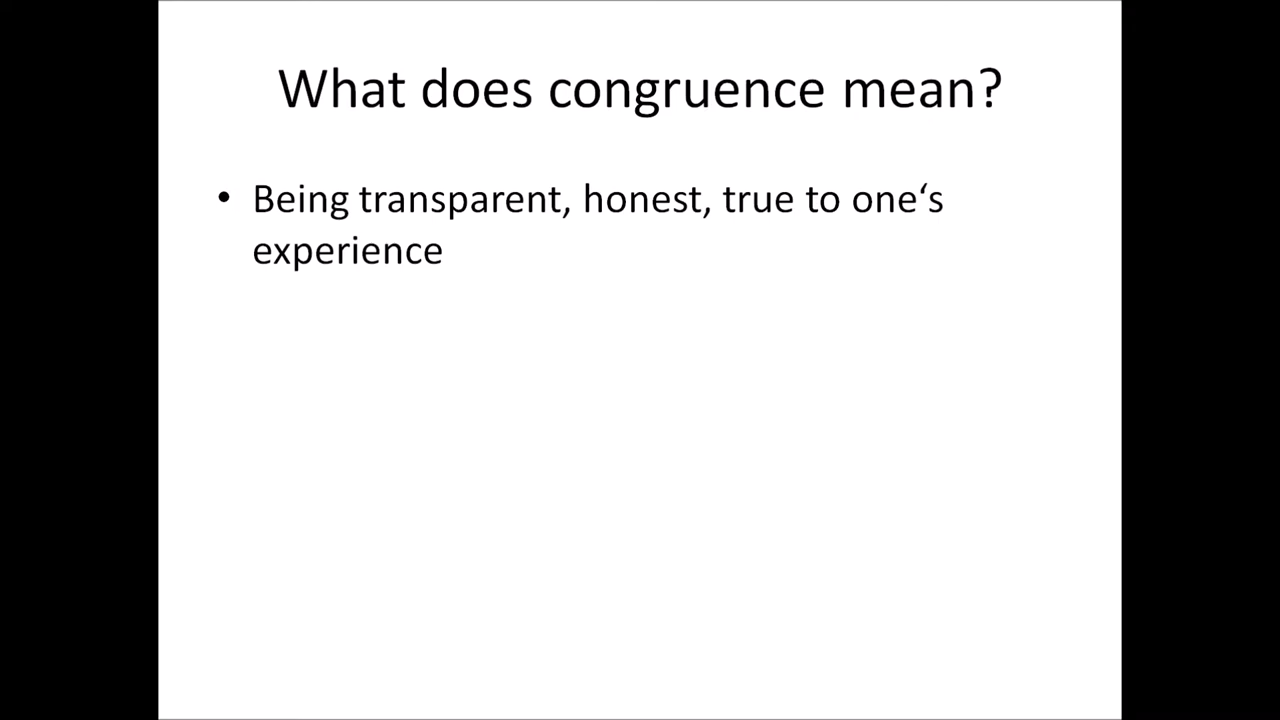 What does congruence mean?
• Being transparent, honest, true to one‘s
experience